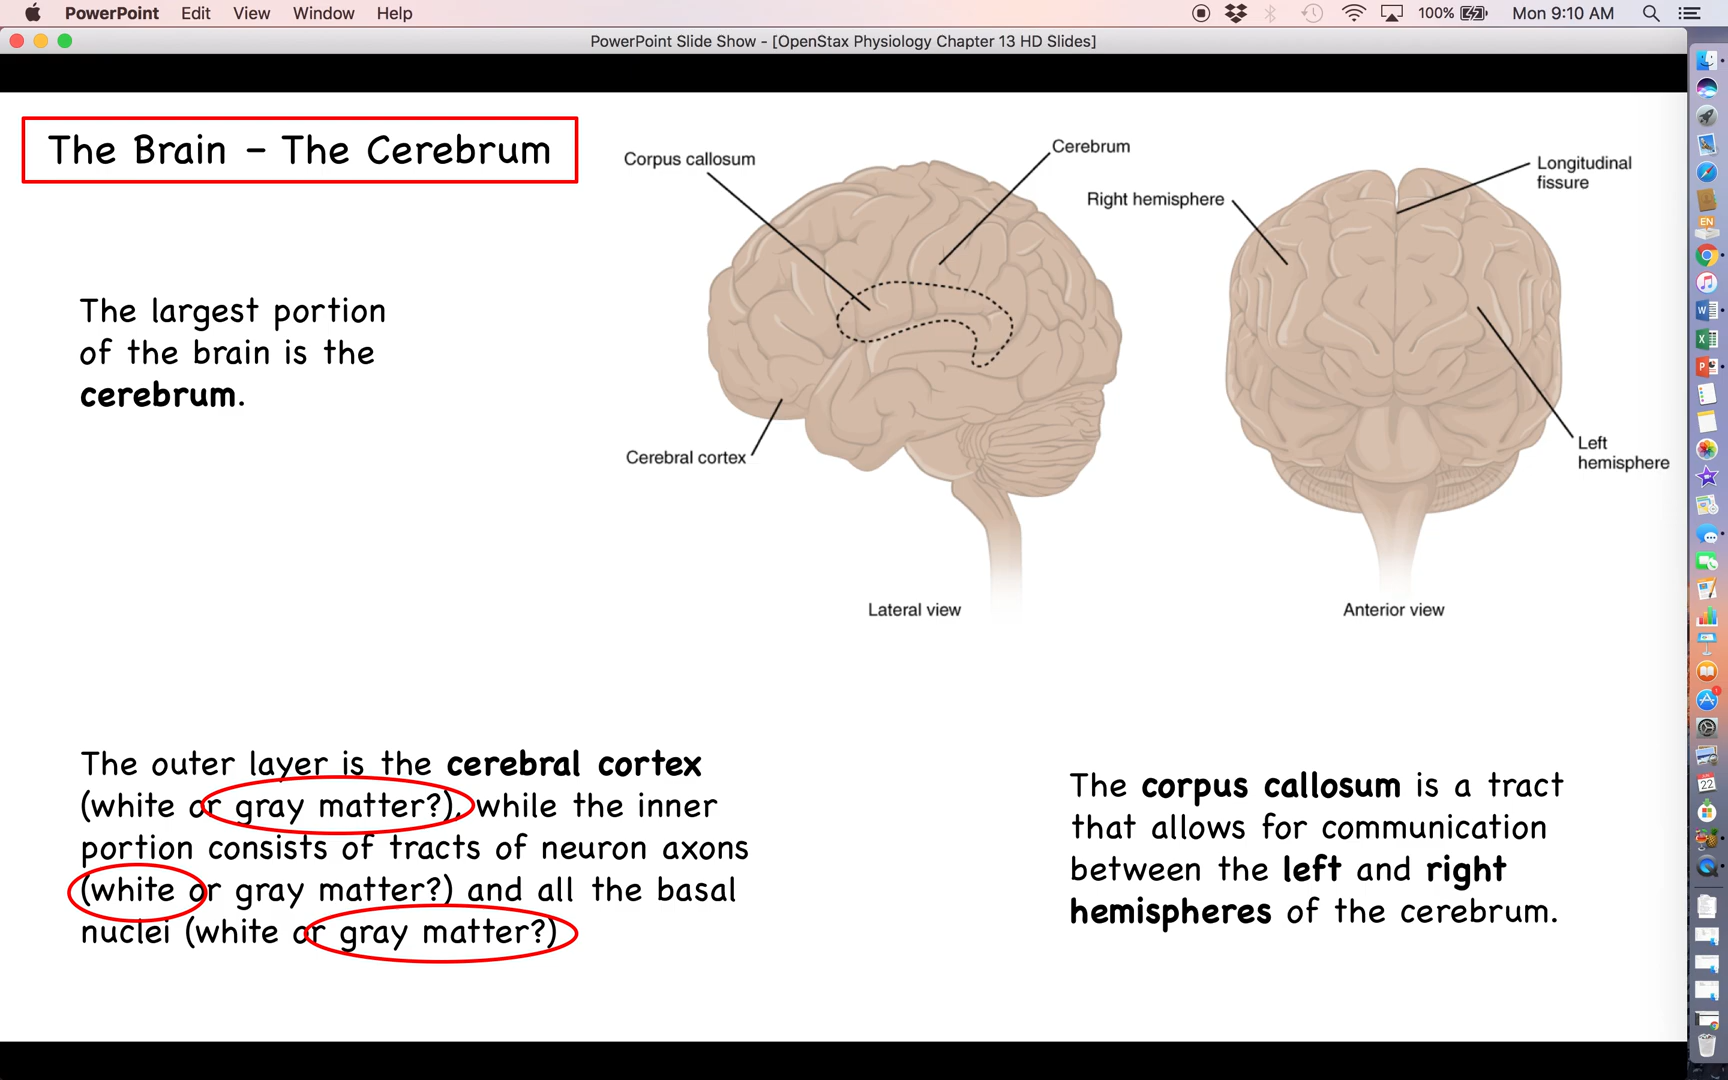 PowerPoint Edit View Window Help 100% Mon 9:10 AM
PowerPoint Slide Show - [OpenStax Physiology Chapter 13 HD Slides]
The Brain – The Cerebrum
The largest portion
of the brain is the
cerebrum.
Corpus callosum
Cerebrum
Right hemisphere
Longitudinal
fissure
Cerebral cortex
Left
hemisphere
Lateral view
Anterior view
The outer layer is the cerebral cortex
(white or gray matter?), while the inner
portion consists of tracts of neuron axons
(white or gray matter?) and all the basal
nuclei (white or gray matter?)
The corpus callosum is a tract
that allows for communication
between the left and right
hemispheres of the cerebrum.
EN
W
X
P
22